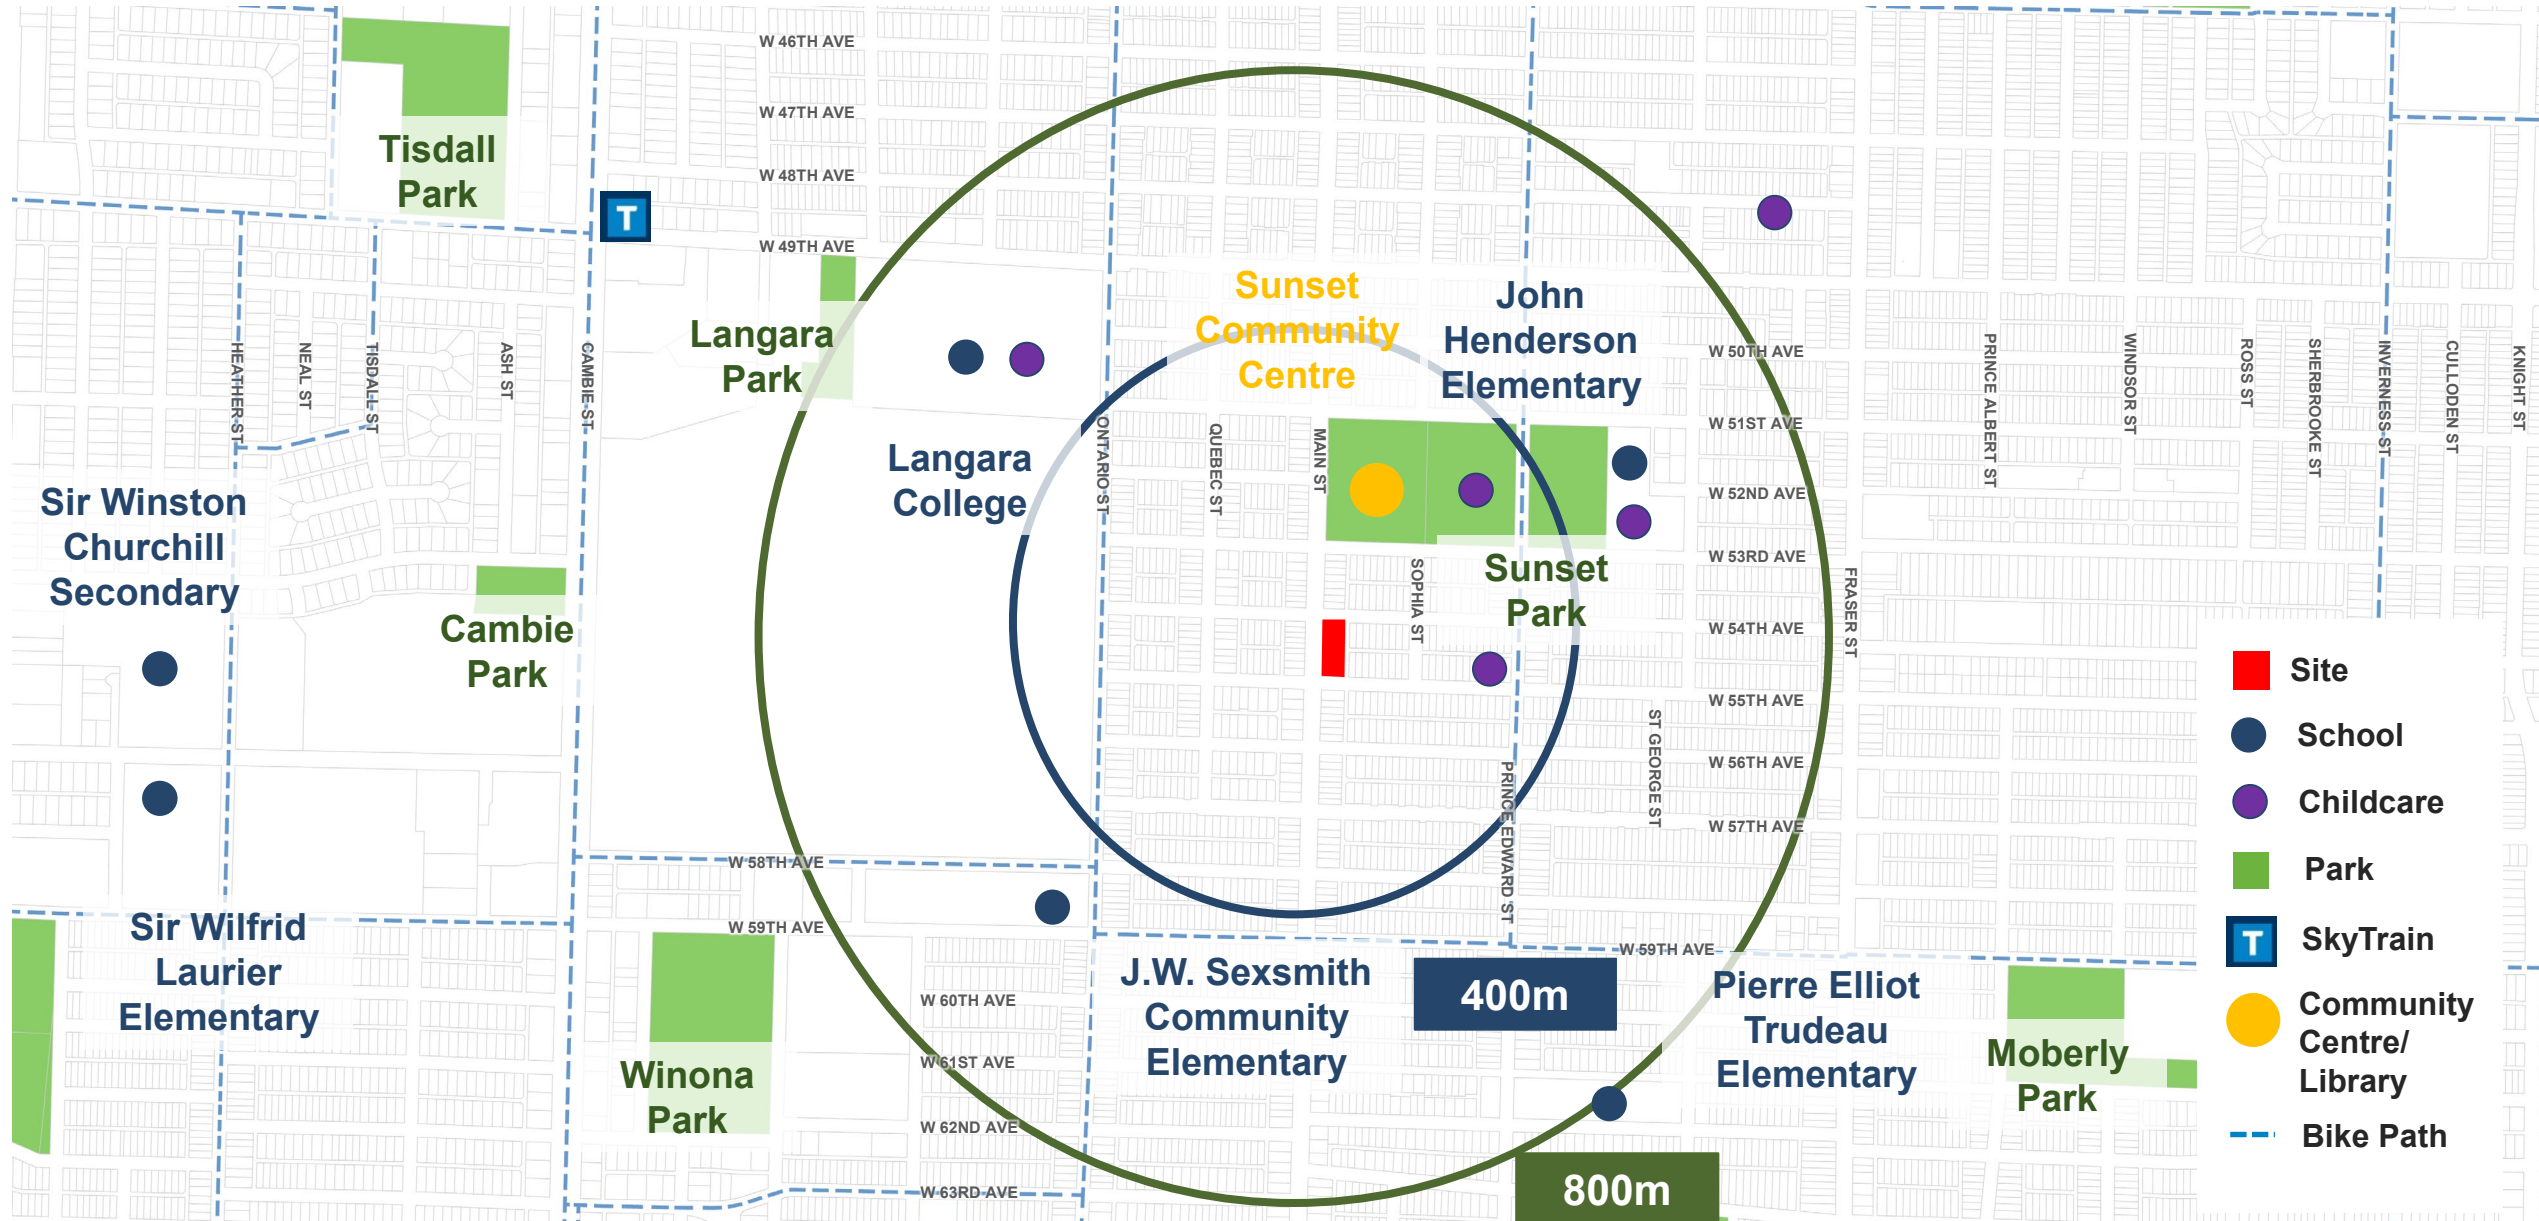 W 46TH AVE
W 47TH AVE
Tisdall
Park
W 48TH AVE
T
W 49TH AVE
Sunset
Community
Centre
John
Henderson
Elementary
Langara
Park
W 50TH AVE
HEATHER ST
NEAL ST
TISDALL ST
ASH ST
CAMBIE ST
PRINCE ALBERT ST
WINDSOR ST
ROSS ST
SHERBROOKE ST
INVERNESS ST
CULLODEN ST
KNIGHT ST
W 51ST AVE
ONTARIO ST
QUEBEC ST
MAIN ST
Langara
College
W 52ND AVE
Sir Winston
Churchill
Secondary
W 53RD AVE
SOPHIA ST
Sunset
Park
FRASER ST
Cambie
Park
W 54TH AVE
W 55TH AVE
ST GEORGE ST
W 56TH AVE
PRINCE EDWARD ST
W 57TH AVE
W 58TH AVE
W 59TH AVE
W 59TH AVE
Sir Wilfrid
Laurier
Elementary
J.W. Sexsmith
Community
Elementary
400m
Pierre Elliot
Trudeau
Elementary
W 60TH AVE
W 61ST AVE
Winona
Park
Moberly
Park
W 62ND AVE
W 63RD AVE
800m
Site
School
Childcare
Park
T
SkyTrain
Community
Centre/
Library
Bike Path